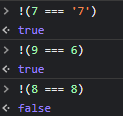 > !(7 === '7')
< true
> !(9 === 6)
< true
> !(8 === 8)
< false